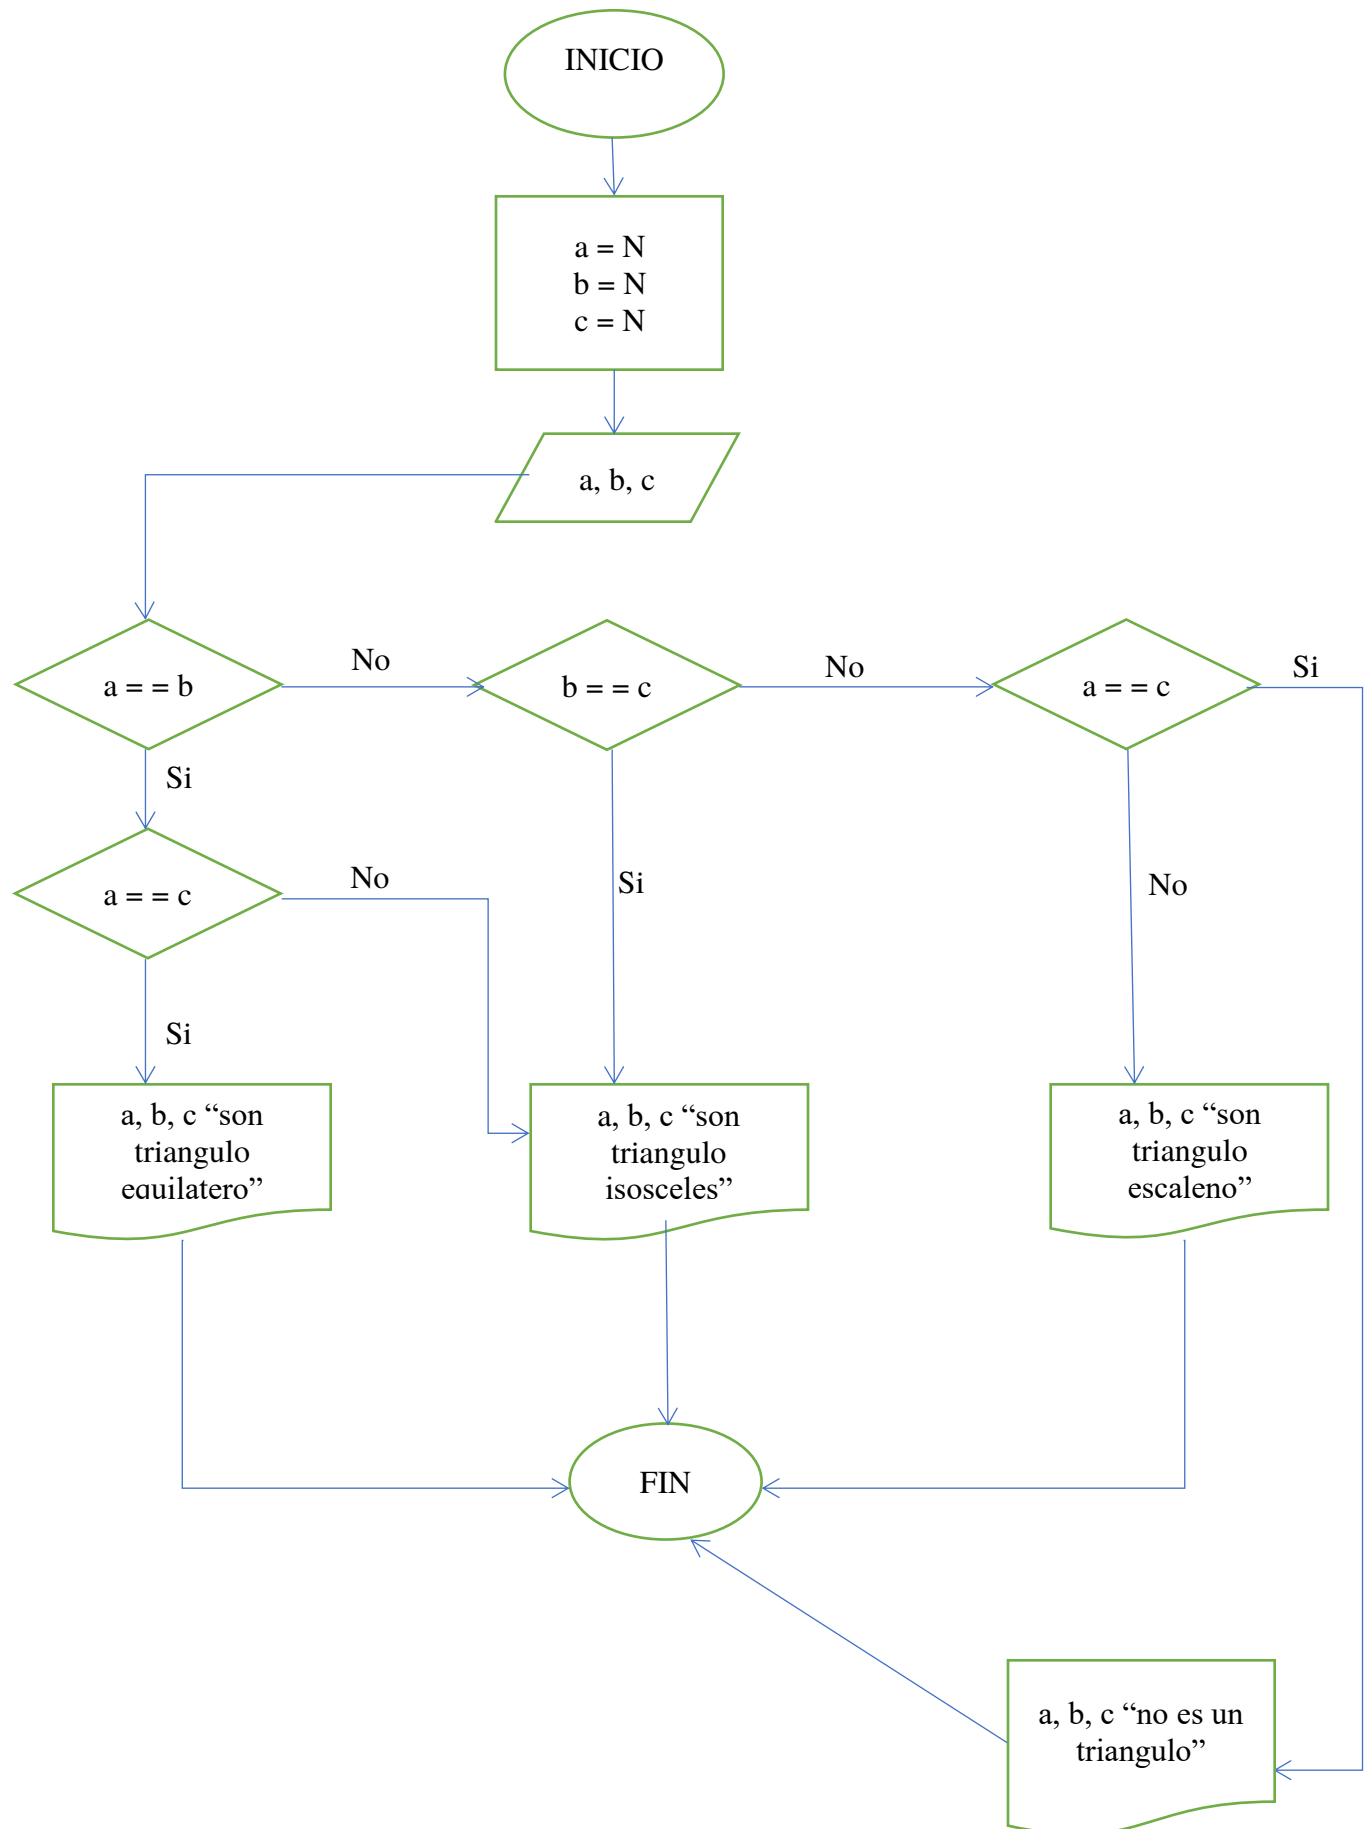 INICIO
a = N
b = N
c = N
a, b, c
a = = b
No
b = = c
No
a = = c
Si
Si
a = = c
No
Si
No
Si
a, b, c “son
triangulo
equilatero”
a, b, c “son
triangulo
isosceles”
a, b, c “son
triangulo
escaleno”
FIN
a, b, c “no es un
triangulo”